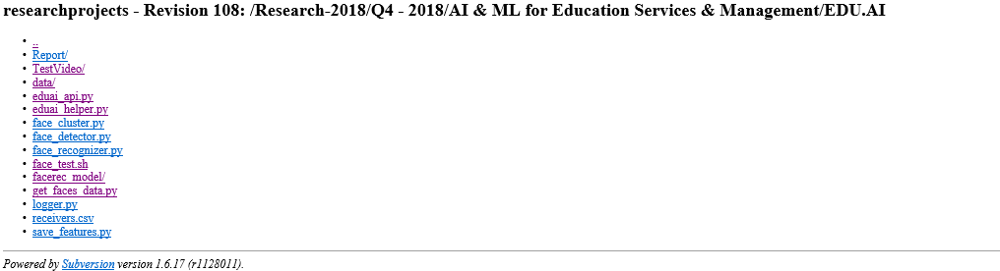 researchprojects - Revision 108: /Research-2018/Q4 - 2018/AI & ML for Education Services & Management/EDU.AI
..
Report/
TestVideo/
data/
eduai_api.py
eduai_helper.py
face_cluster.py
face_detector.py
face_recognizer.py
face_test.sh
facerec_model/
get_faces_data.py
logger.py
receivers.csv
save_features.py
Powered by Subversion version 1.6.17 (r1128011).